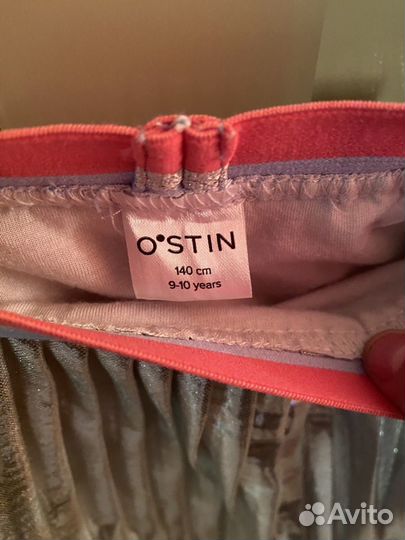 O'STIN
140 cm
9-10 years
Avito